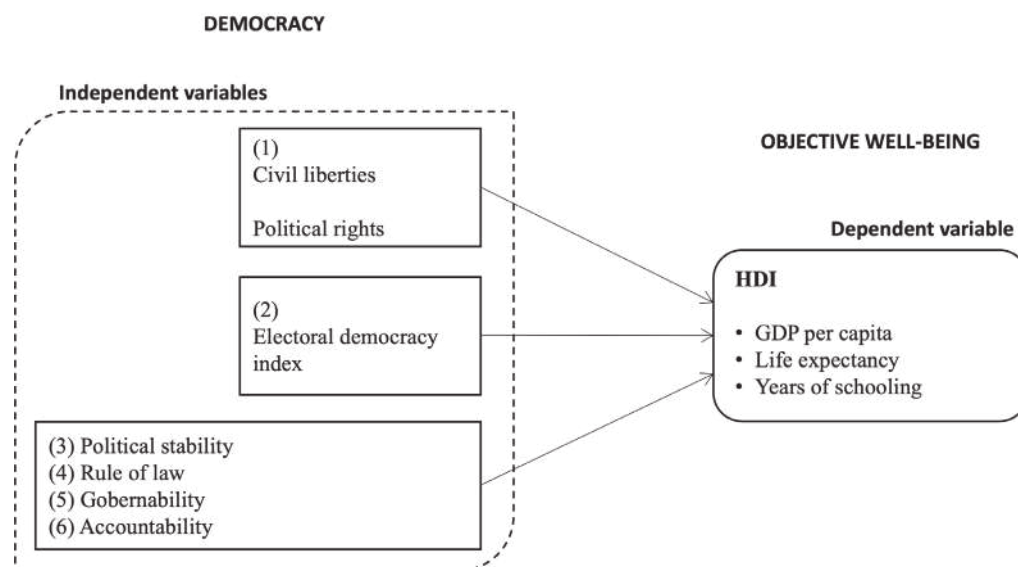 DEMOCRACY
Independent variables
(1)
Civil liberties
Political rights
(2)
Electoral democracy
index
(3) Political stability
(4) Rule of law
(5) Gobernability
(6) Accountability
OBJECTIVE WELL-BEING
Dependent variable
HDI
• GDP per capita
• Life expectancy
• Years of schooling